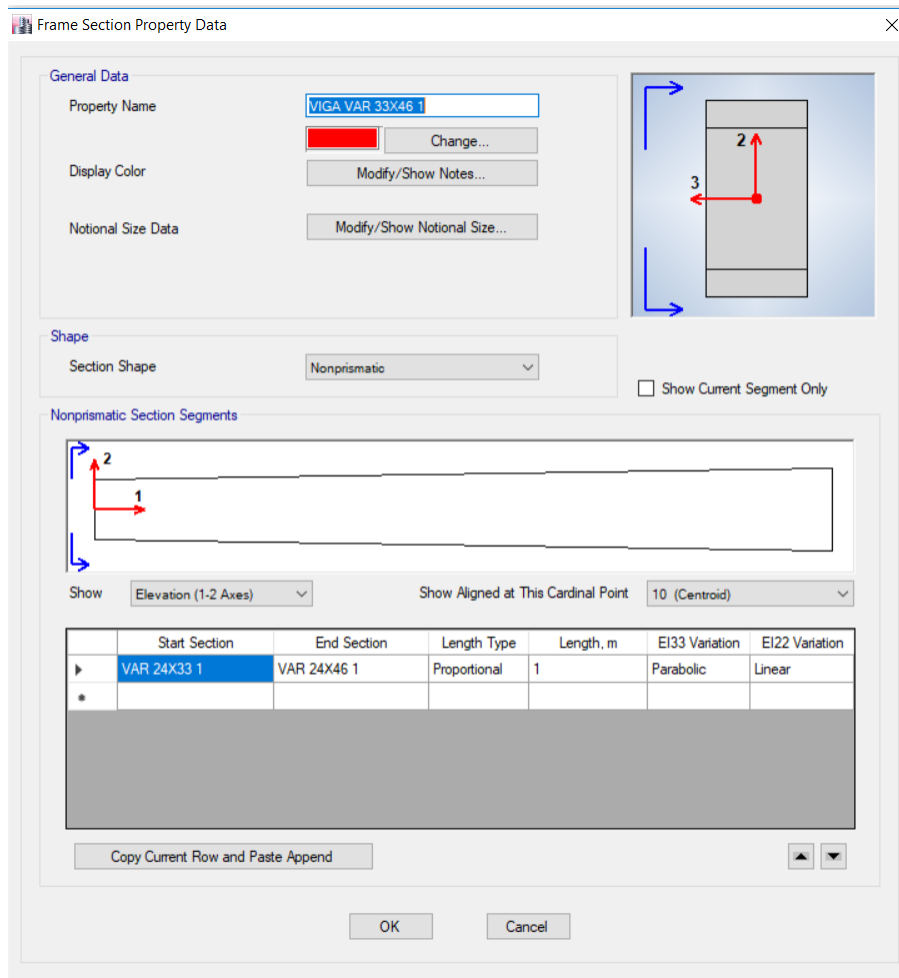 Frame Section Property Data
General Data
Property Name
VIGA VAR 33X46 1
Change...
Display Color
Modify/Show Notes...
Notional Size Data
Modify/Show Notional Size...
2
3
Shape
Section Shape
Nonprismatic
Show Current Segment Only
Nonprismatic Section Segments
2
1
Show
Elevation (1-2 Axes)
Show Aligned at This Cardinal Point
10 (Centroid)
Start Section End Section Length Type Length, m EI33 Variation EI22 Variation
VAR 24X33 1 VAR 24X46 1 Proportional 1 Parabolic Linear
Copy Current Row and Paste Append
OK Cancel